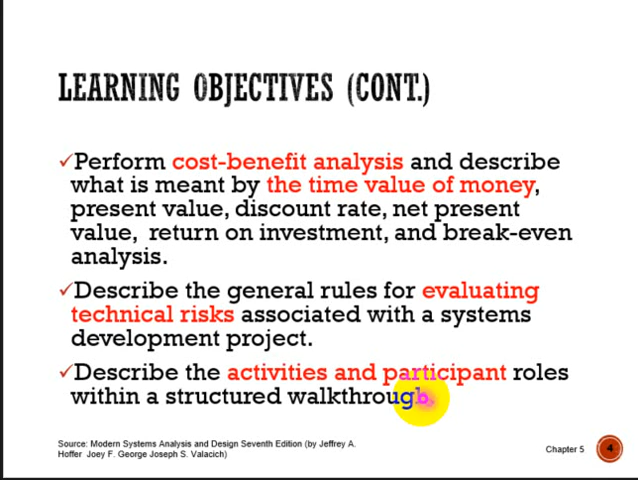 LEARNING OBJECTIVES (CONT.)
✓Perform cost-benefit analysis and describe
what is meant by the time value of money,
present value, discount rate, net present
value, return on investment, and break-even
analysis.
✓Describe the general rules for evaluating
technical risks associated with a systems
development project.
✓Describe the activities and participant roles
within a structured walkthrough.
Source: Modern Systems Analysis and Design Seventh Edition (by Jeffrey A.
Hoffer Joey F. George Joseph S. Valacich)
Chapter 5
4